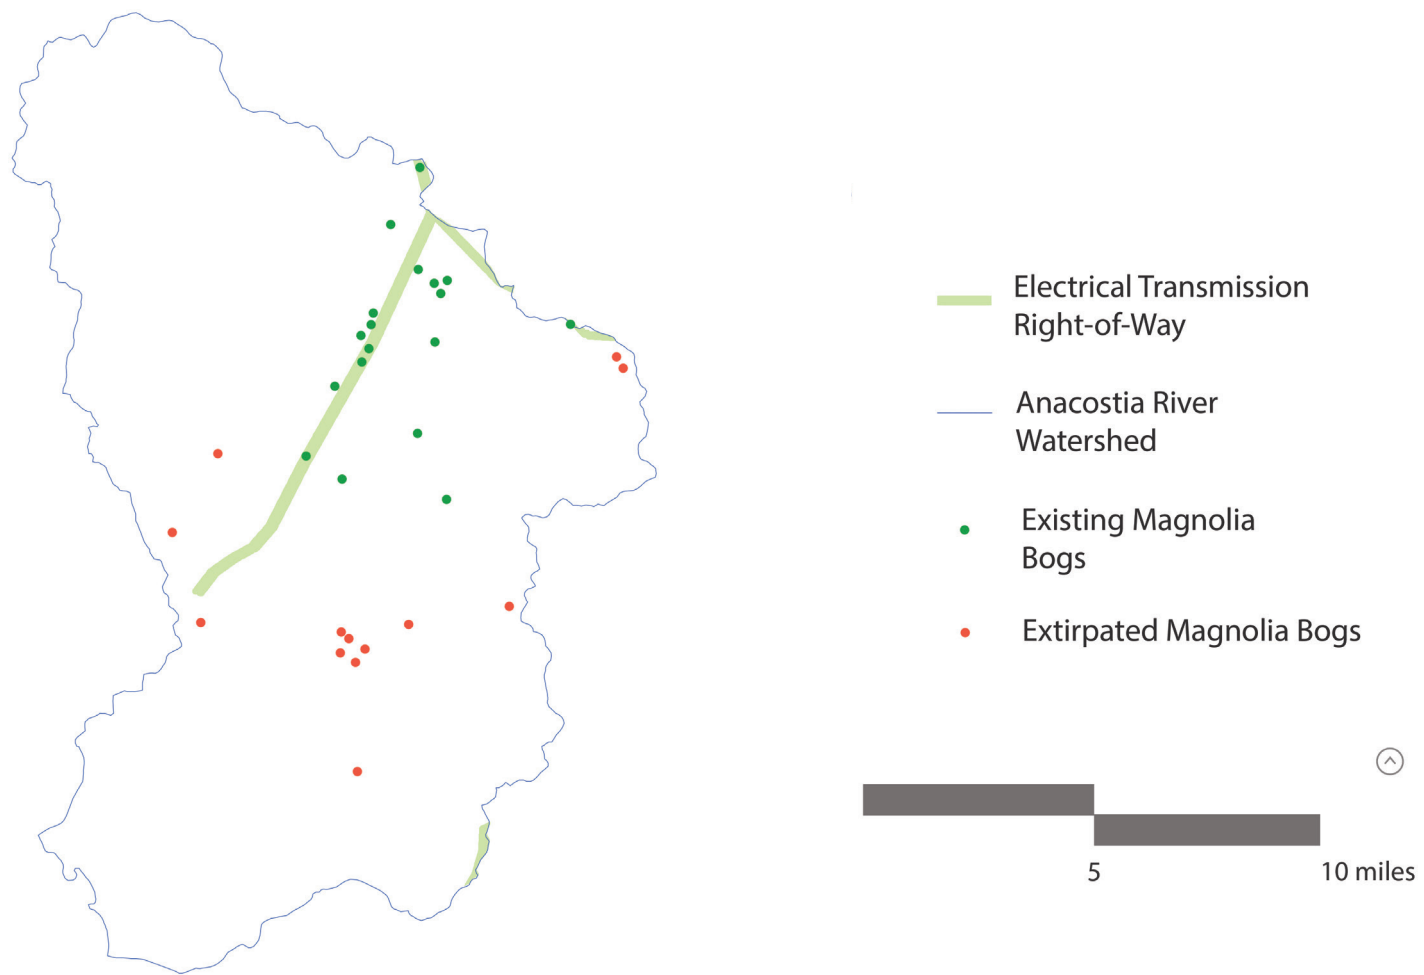 Electrical Transmission
Right-of-Way
Anacostia River
Watershed
Existing Magnolia
Bogs
Extirpated Magnolia Bogs
5
10 miles